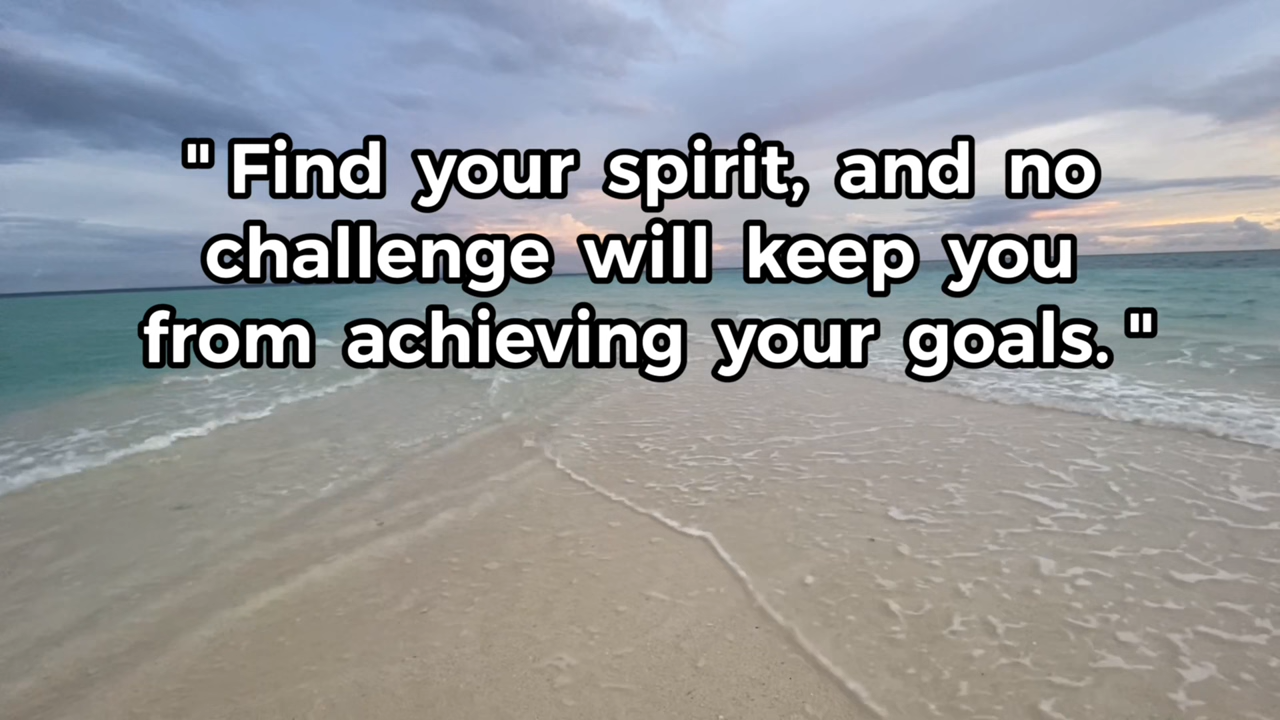 " Find your spirit, and no
challenge will keep you
from achieving your goals. "